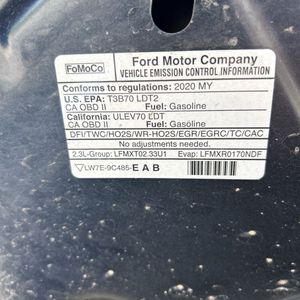 FoMoCo
Ford Motor Company
VEHICLE EMISSION CONTROL INFORMATION
Conforms to regulations: 2020 MY
U.S. EPA: T3B70 LDT2
CA OBD II Fuel: Gasoline
California: ULEV70 LDT
CA OBD II Fuel: Gasoline
DFI/TWC/HO2S/WR-HO2S/EGR/EGRC/TC/CAC
No adjustments needed.
2.3L-Group: LFMXT02.33U1 Evap: LFMXR0170NDF
LW7E-9C485-E A B